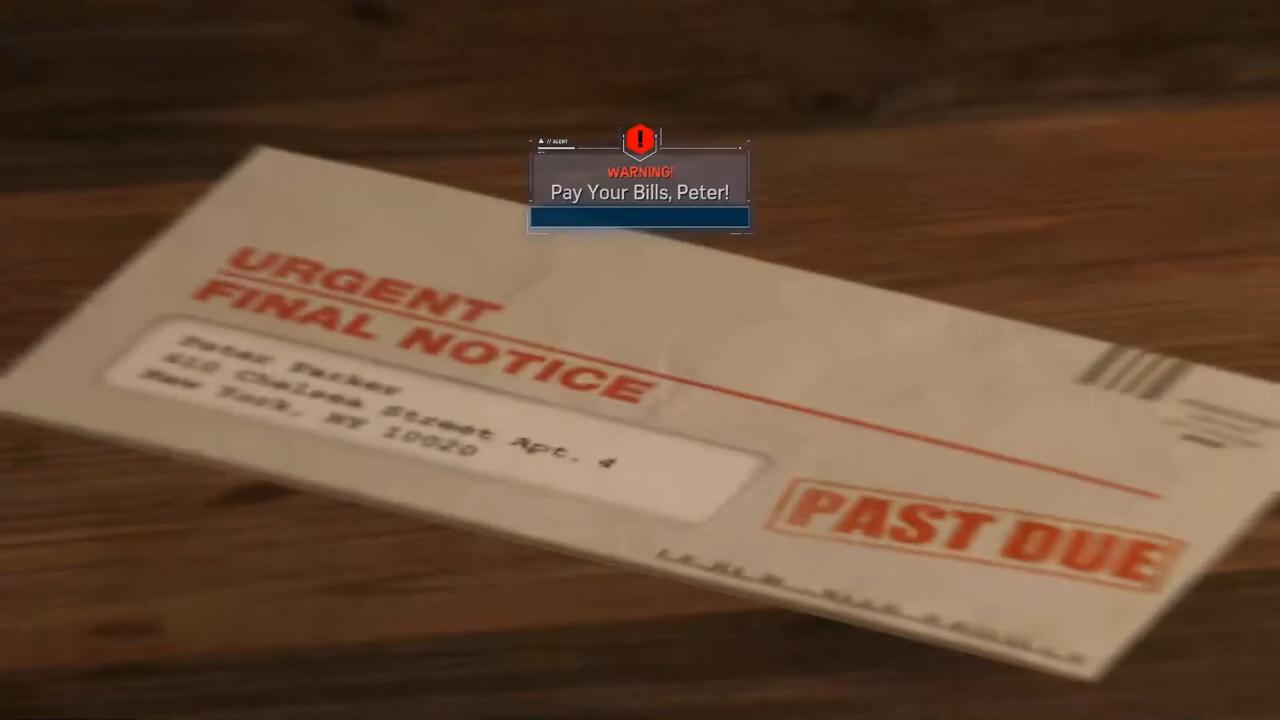 // ALERT
WARNING!
Pay Your Bills, Peter!
URGENT
FINAL NOTICE
Peter Parker
410 Chelsea Street Apt. 4
New York, NY 10020
PAST DUE